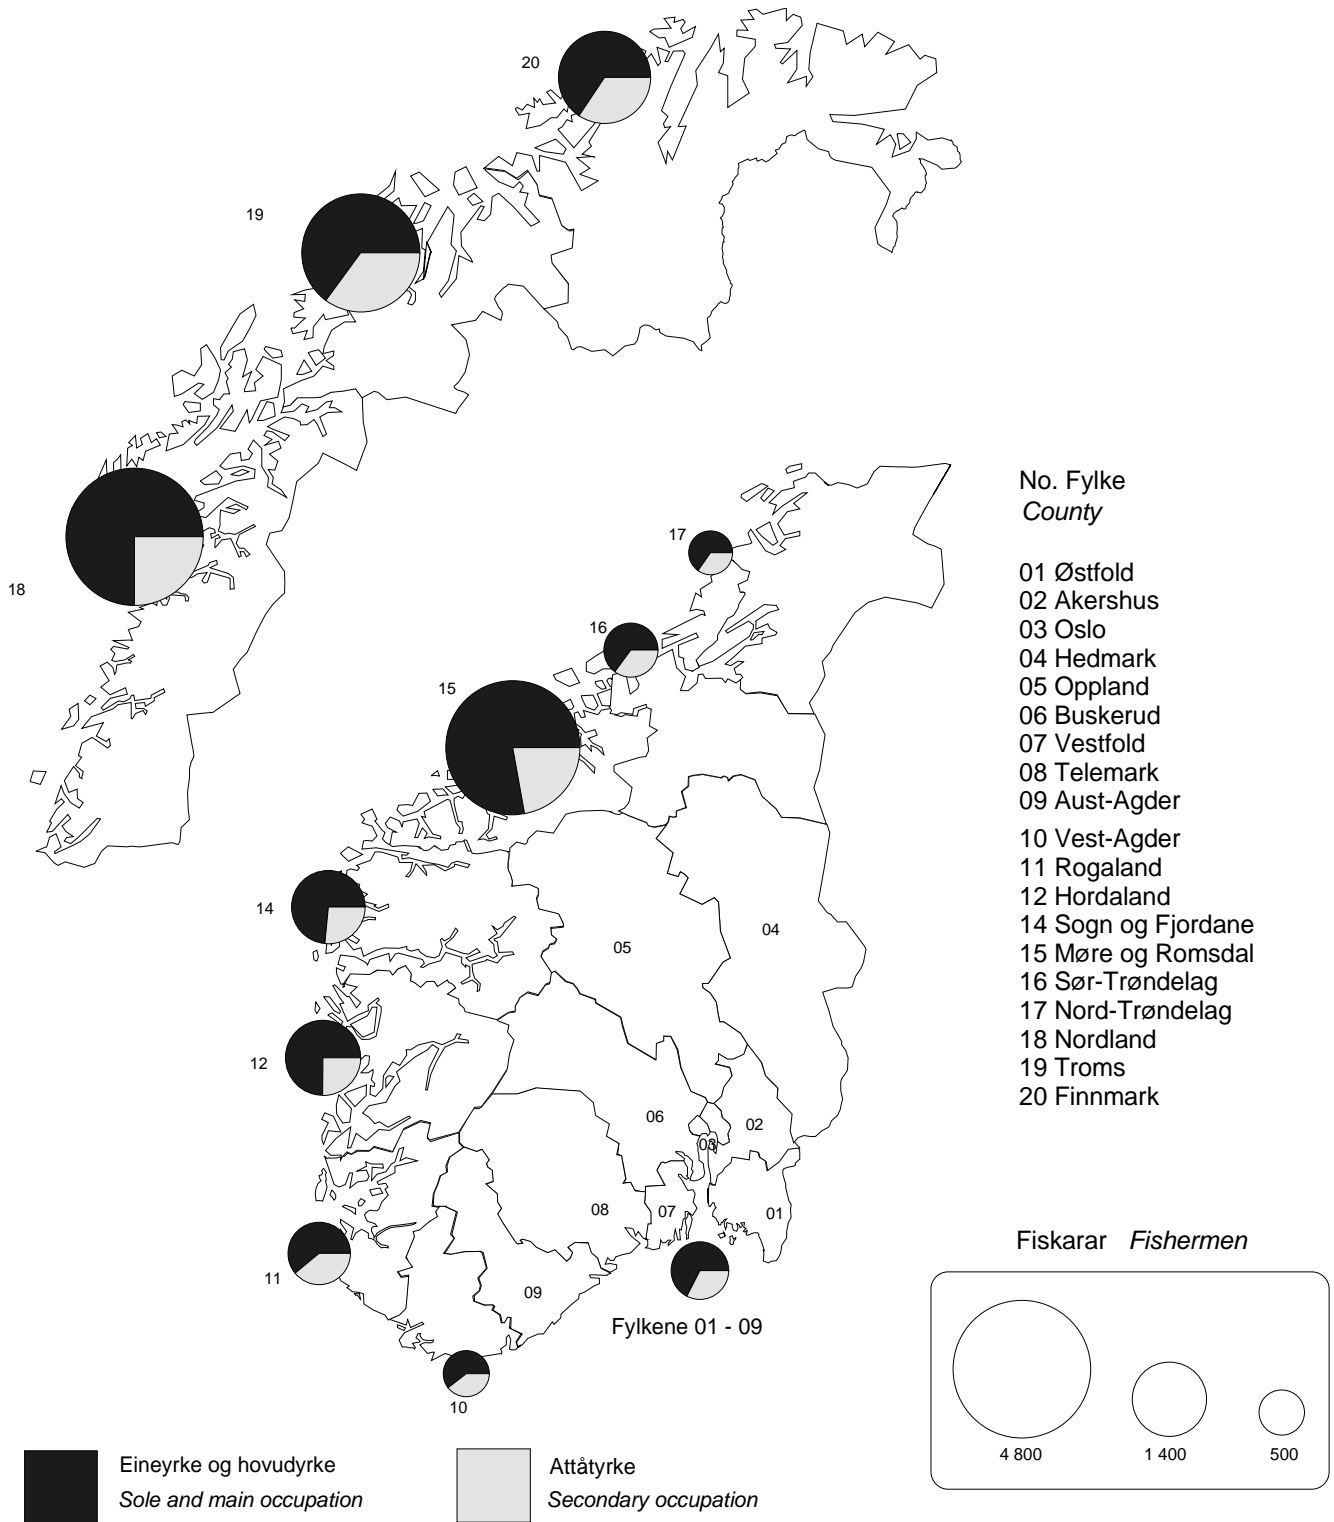 20
19
18
17
16
15
14
12
11
10
05
04
06
02
03
08
07
01
09
Fylkene 01 - 09
No. Fylke
County
01 Østfold
02 Akershus
03 Oslo
04 Hedmark
05 Oppland
06 Buskerud
07 Vestfold
08 Telemark
09 Aust-Agder
10 Vest-Agder
11 Rogaland
12 Hordaland
14 Sogn og Fjordane
15 Møre og Romsdal
16 Sør-Trøndelag
17 Nord-Trøndelag
18 Nordland
19 Troms
20 Finnmark
Fiskarar Fishermen
4 800 1 400 500
Eineyrke og hovudyrke
Sole and main occupation
Attåtyrke
Secondary occupation